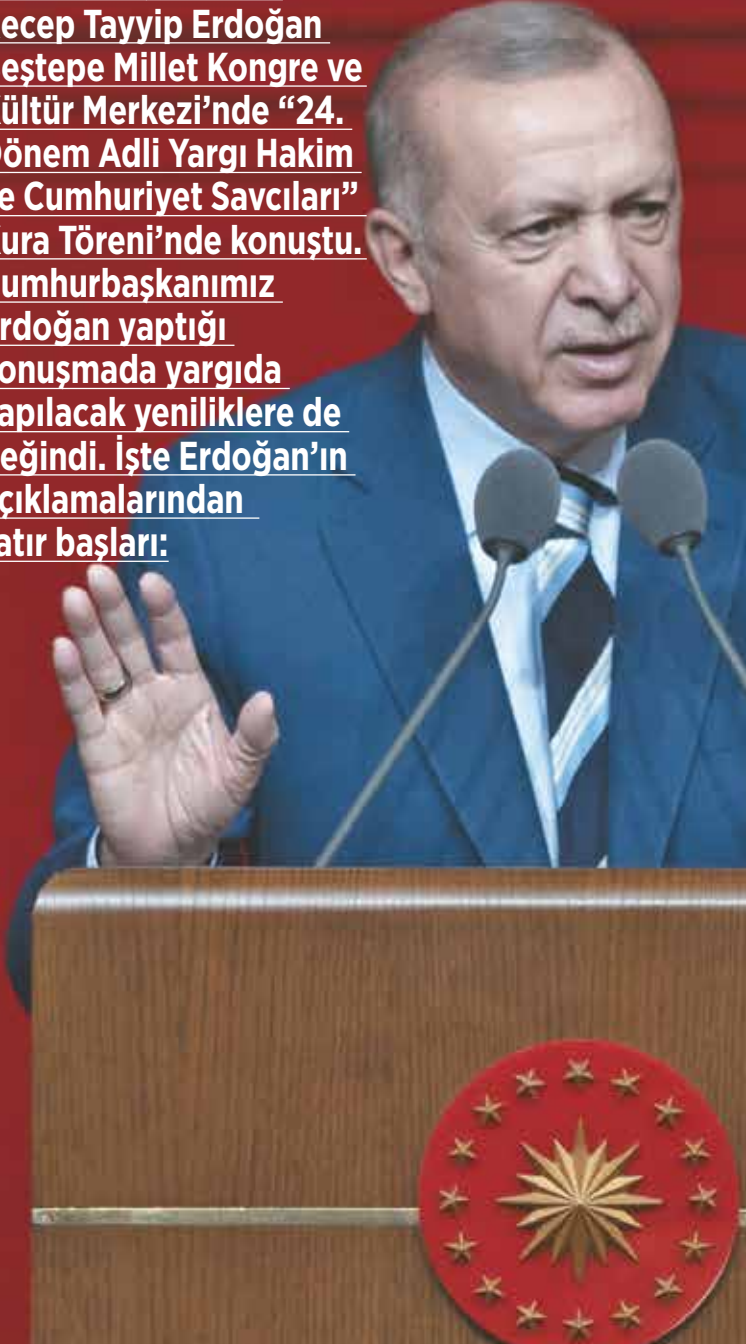 ecep Tayyip Erdoğan
eştepe Millet Kongre ve
ültür Merkezi’nde “24.
önem Adli Yargı Hakim
e Cumhuriyet Savcıları”
ura Töreni’nde konuştu.
umhurbaşkanımız
rdoğan yaptığı
onuşmada yargıda
apılacak yeniliklere de
eğindi. İşte Erdoğan’ın
çıklamalarından
atır başları: